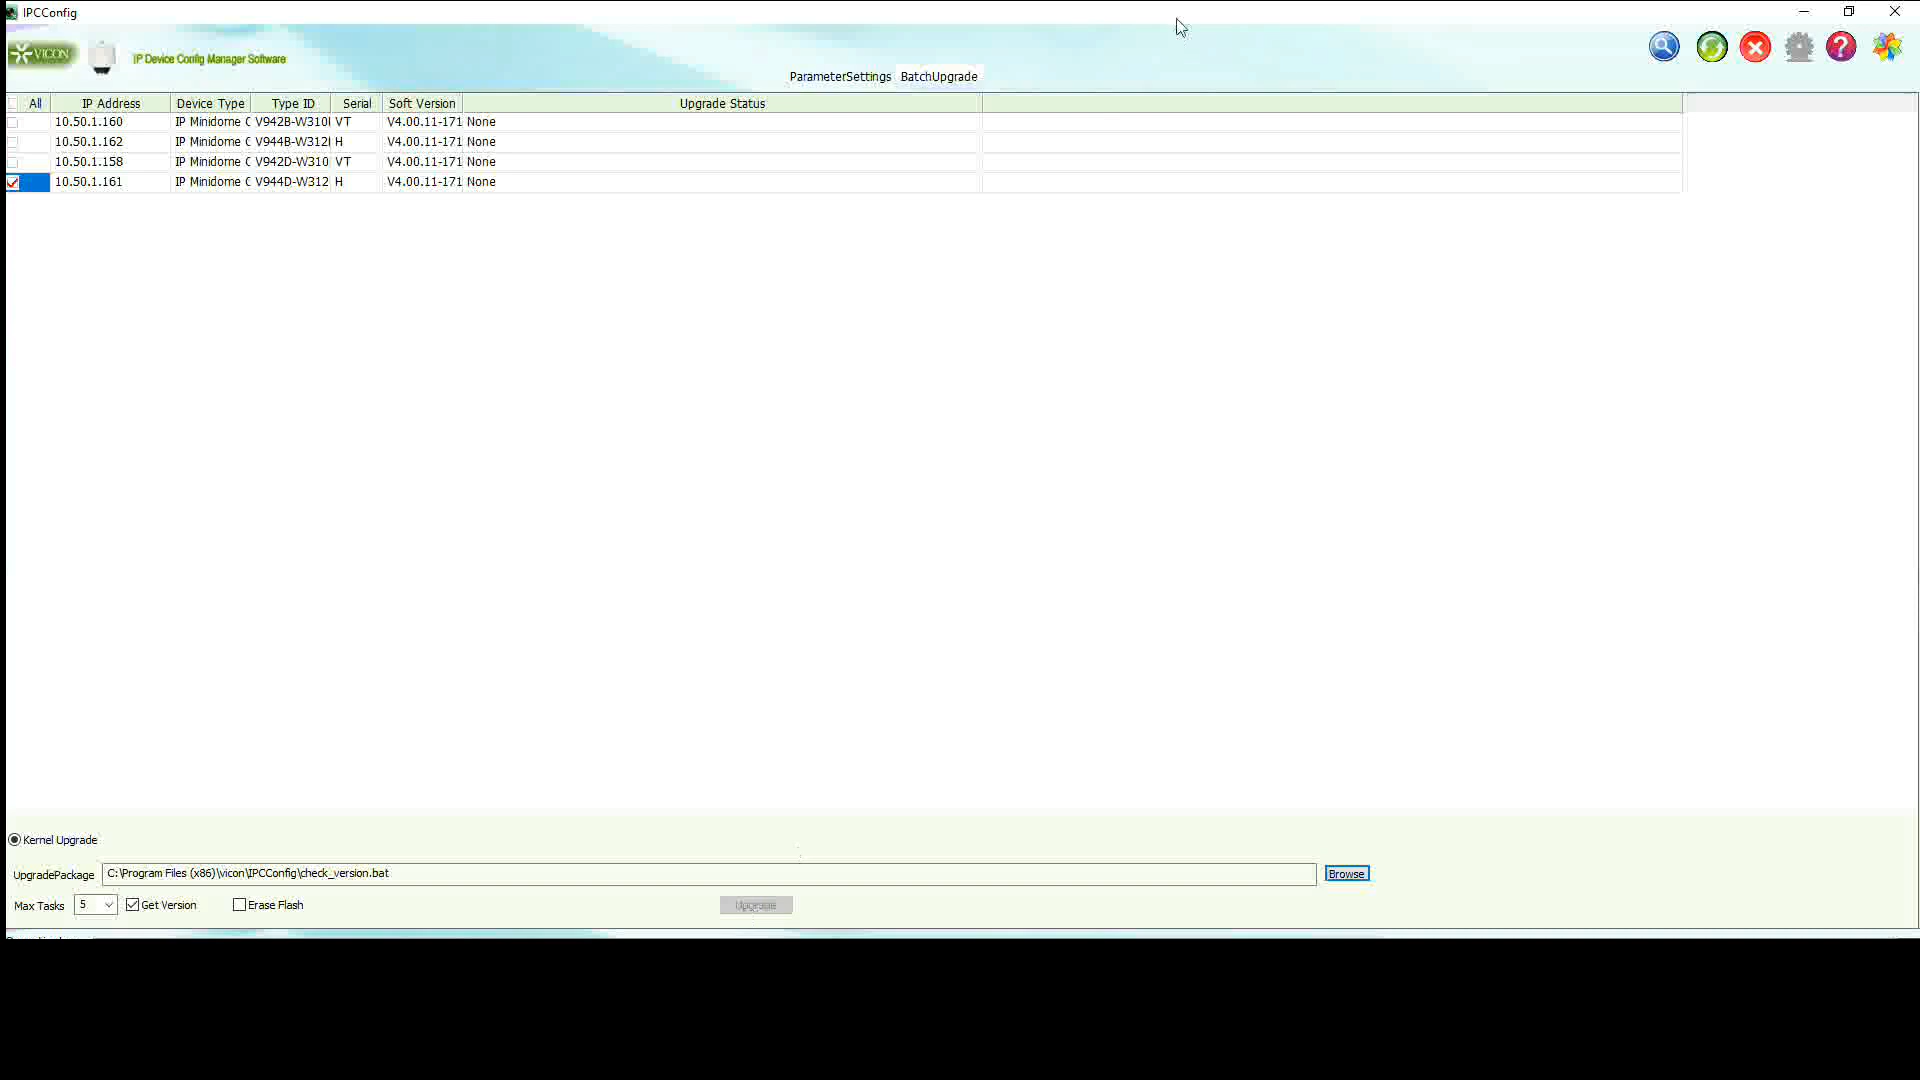 IPCConfig
VICON
IP Device Config Manager Software
ParameterSettings BatchUpgrade
All IP Address Device Type Type ID Serial Soft Version Upgrade Status
10.50.1.160 IP Minidome C V942B-W310 VT V4.00.11-171 None
10.50.1.162 IP Minidome C V944B-W312 H V4.00.11-171 None
10.50.1.158 IP Minidome C V942D-W310 VT V4.00.11-171 None
10.50.1.161 IP Minidome C V944D-W312 H V4.00.11-171 None
Kernel Upgrade
UpgradePackage C:\Program Files (x86)\vicon\IPCConfig\check_version.bat Browse
Max Tasks 5 Get Version Erase Flash Upgrade